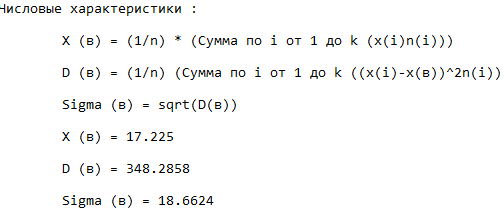 Числовые характеристики :
X (в) = (1/n) * (Сумма по i от 1 до k (x(i)n(i)))
D (в) = (1/n) (Сумма по i от 1 до k ((x(i)-x(в))^2n(i))
Sigma (в) = sqrt(D(в))
X (в) = 17.225
D (в) = 348.2858
Sigma (в) = 18.6624